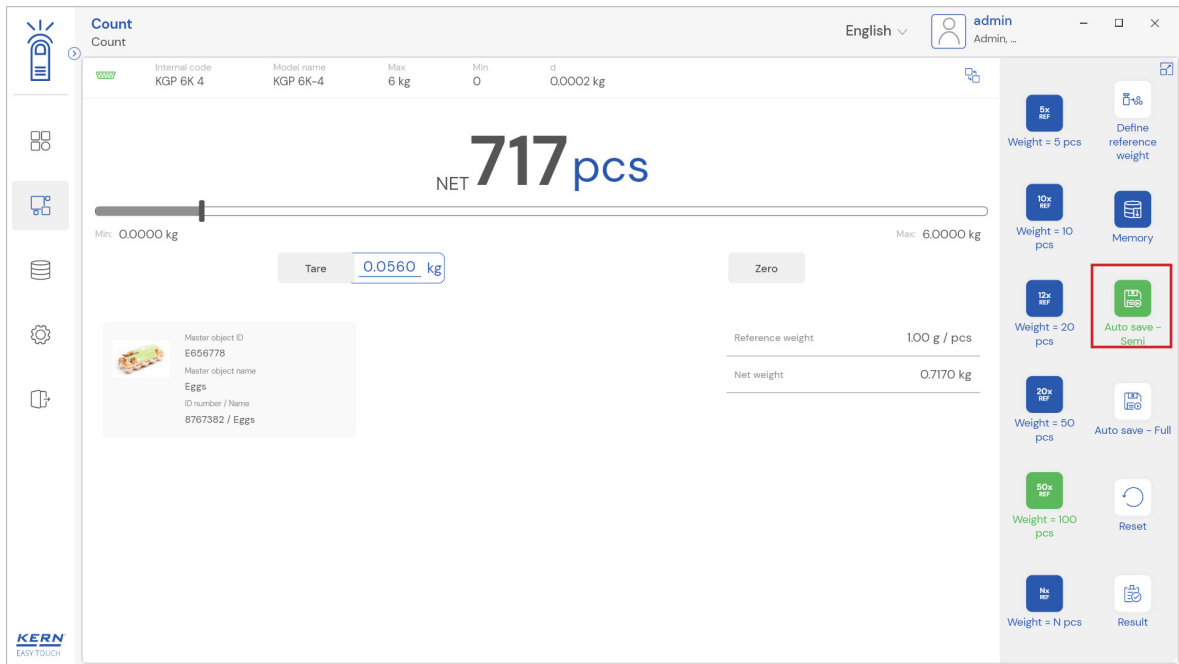 Count
Count
English
admin
Admin, ...
Internal code
KGP 6K 4
Model name
KGP 6K-4
Max
6 kg
Min
0
d
0.0002 kg
NET 717 pcs
Min: 0.0000 kg
Max: 6.0000 kg
Tare 0.0560 kg
Zero
Master object ID
E656778
Master object name
Eggs
ID number / Name
8767382 / Eggs
Reference weight 1.00 g / pcs
Net weight 0.7170 kg
5x
REF
Weight = 5 pcs
Define
reference
weight
10x
REF
Weight = 10
pcs
Memory
12x
REF
Weight = 20
pcs
Auto save -
Semi
20x
REF
Weight = 50
pcs
Auto save - Full
50x
REF
Weight = 100
pcs
Reset
Nx
REF
Weight = N pcs
Result
KERN
EASY TOUCH